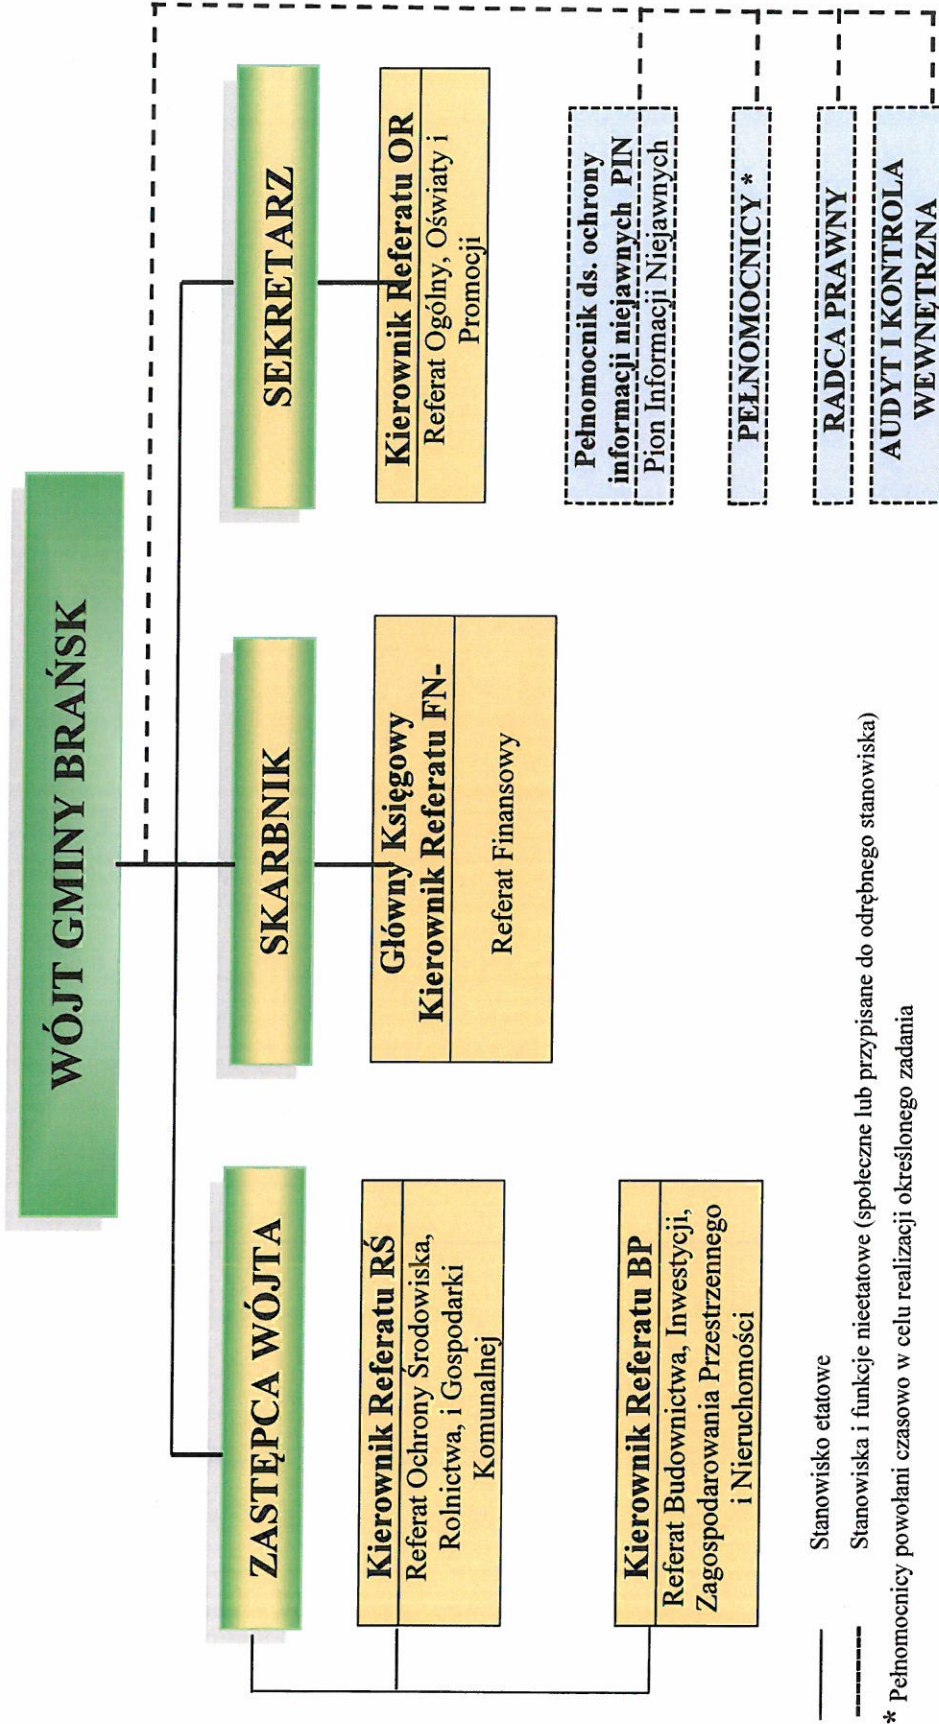 WÓJT GMINY BRAŃSK
ZASTĘPCA WÓJTA
SKARBNIK
SEKRETARZ
Kierownik Referatu RŚ
Referat Ochrony Środowiska,
Rolnictwa, i Gospodarki
Komunalnej
Kierownik Referatu BP
Referat Budownictwa, Inwestycji,
Zagospodarowania Przestrzennego
i Nieruchomości
Główny Księgowy
Kierownik Referatu FN-
Referat Finansowy
Kierownik Referatu OR
Referat Ogólny, Oświaty i
Promocji
Pełnomocnik ds. ochrony
informacji niejawnych PIN
Pion Informacji Niejawnych
PEŁNOMOCNICY *
RADCA PRAWNY
AUDYT I KONTROLA
WEWNĘTRZNA
Stanowisko etatowe
Stanowiska i funkcje nieetatowe (społeczne lub przypisane do odrębnego stanowiska)
* Pełnomocnicy powołani czasowo w celu realizacji określonego zadania